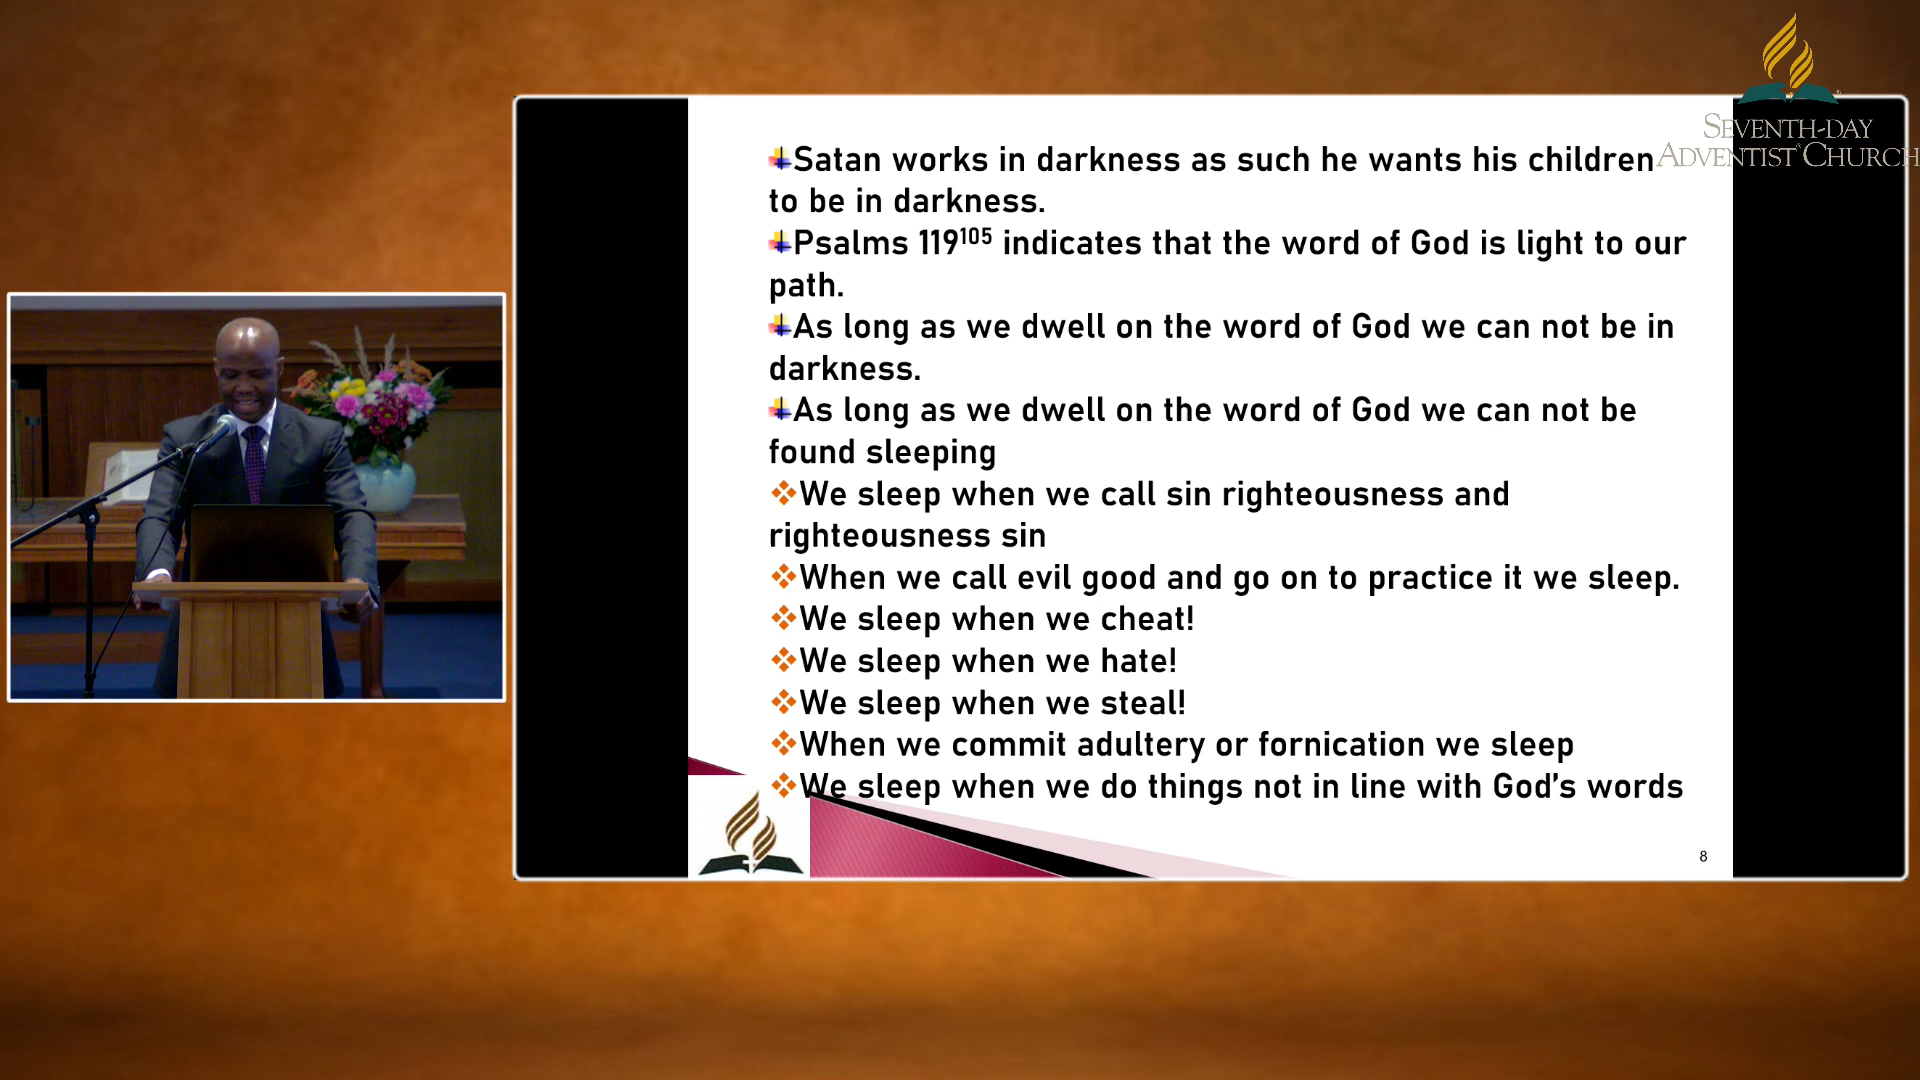 SEVENTH-DAY
ADVENTIST CHURCH
Satan works in darkness as such he wants his children
to be in darkness.
Psalms 119¹⁰⁵ indicates that the word of God is light to our
path.
As long as we dwell on the word of God we can not be in
darkness.
As long as we dwell on the word of God we can not be
found sleeping
We sleep when we call sin righteousness and
righteousness sin
When we call evil good and go on to practice it we sleep.
We sleep when we cheat!
We sleep when we hate!
We sleep when we steal!
When we commit adultery or fornication we sleep
We sleep when we do things not in line with God's words
8